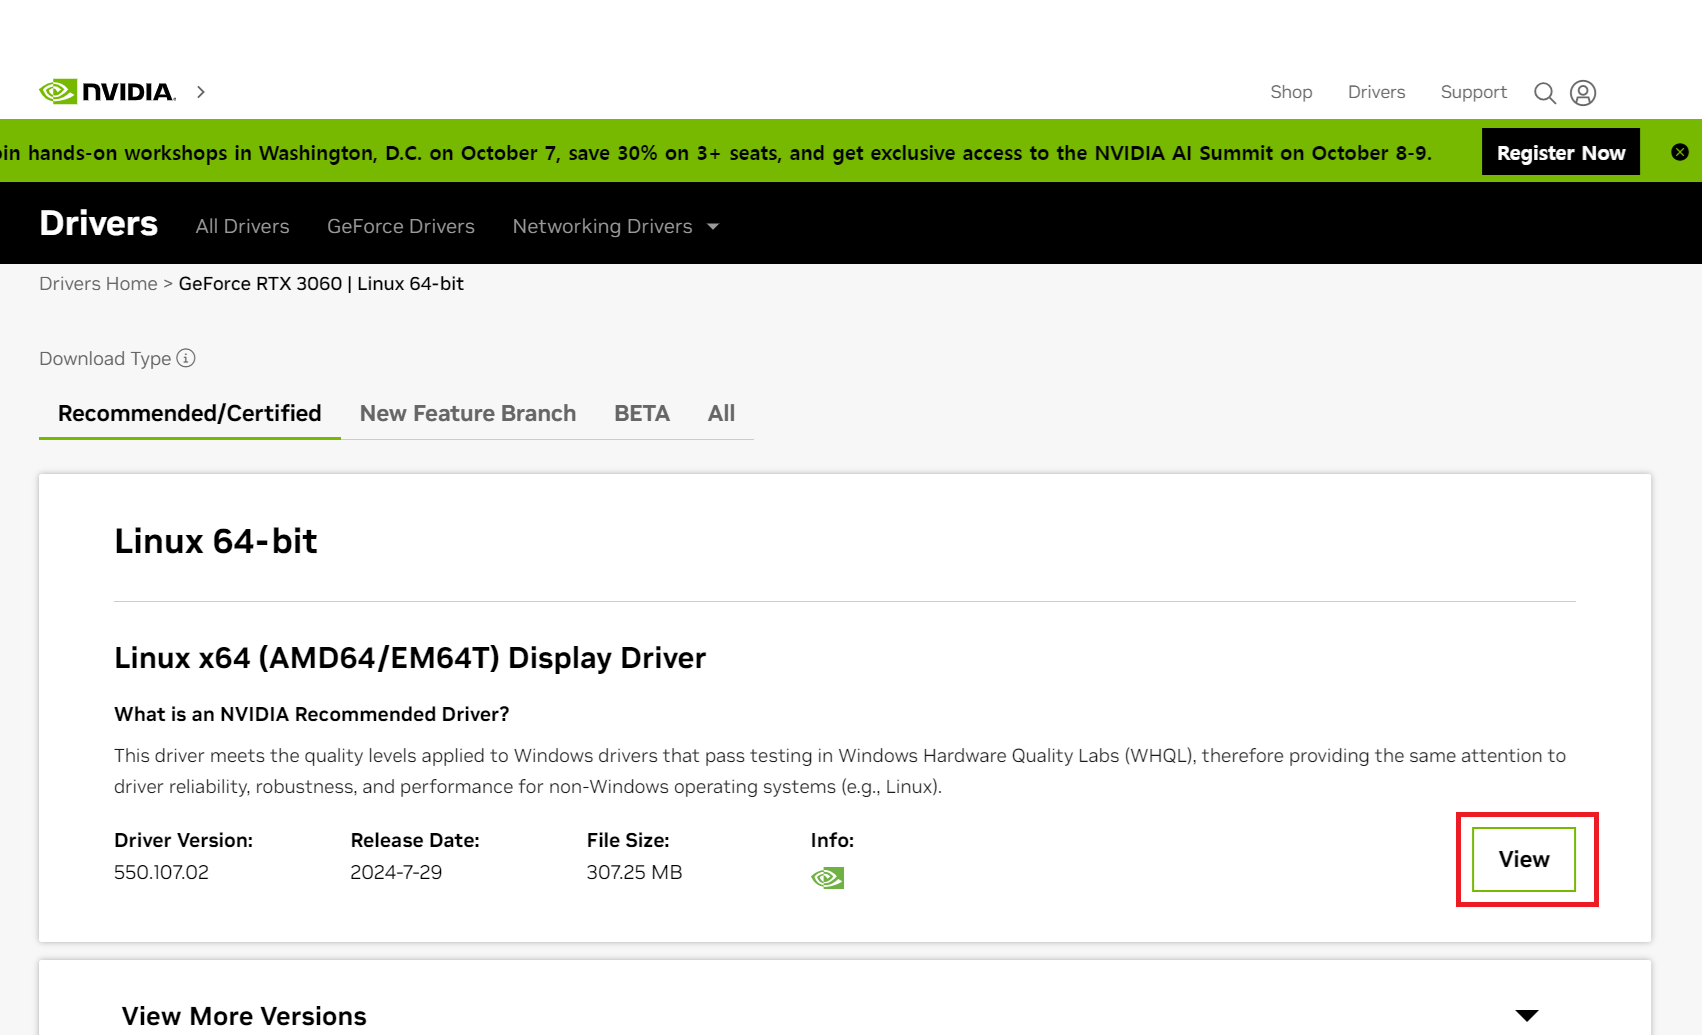 NVIDIA.
Shop Drivers Support
in hands-on workshops in Washington, D.C. on October 7, save 30% on 3+ seats, and get exclusive access to the NVIDIA AI Summit on October 8-9. Register Now
Drivers All Drivers GeForce Drivers Networking Drivers
Drivers Home > GeForce RTX 3060 | Linux 64-bit
Download Type
Recommended/Certified New Feature Branch BETA All
Linux 64-bit
Linux x64 (AMD64/EM64T) Display Driver
What is an NVIDIA Recommended Driver?
This driver meets the quality levels applied to Windows drivers that pass testing in Windows Hardware Quality Labs (WHQL), therefore providing the same attention to
driver reliability, robustness, and performance for non-Windows operating systems (e.g., Linux).
Driver Version: Release Date: File Size: Info:
550.107.02 2024-7-29 307.25 MB
View
View More Versions